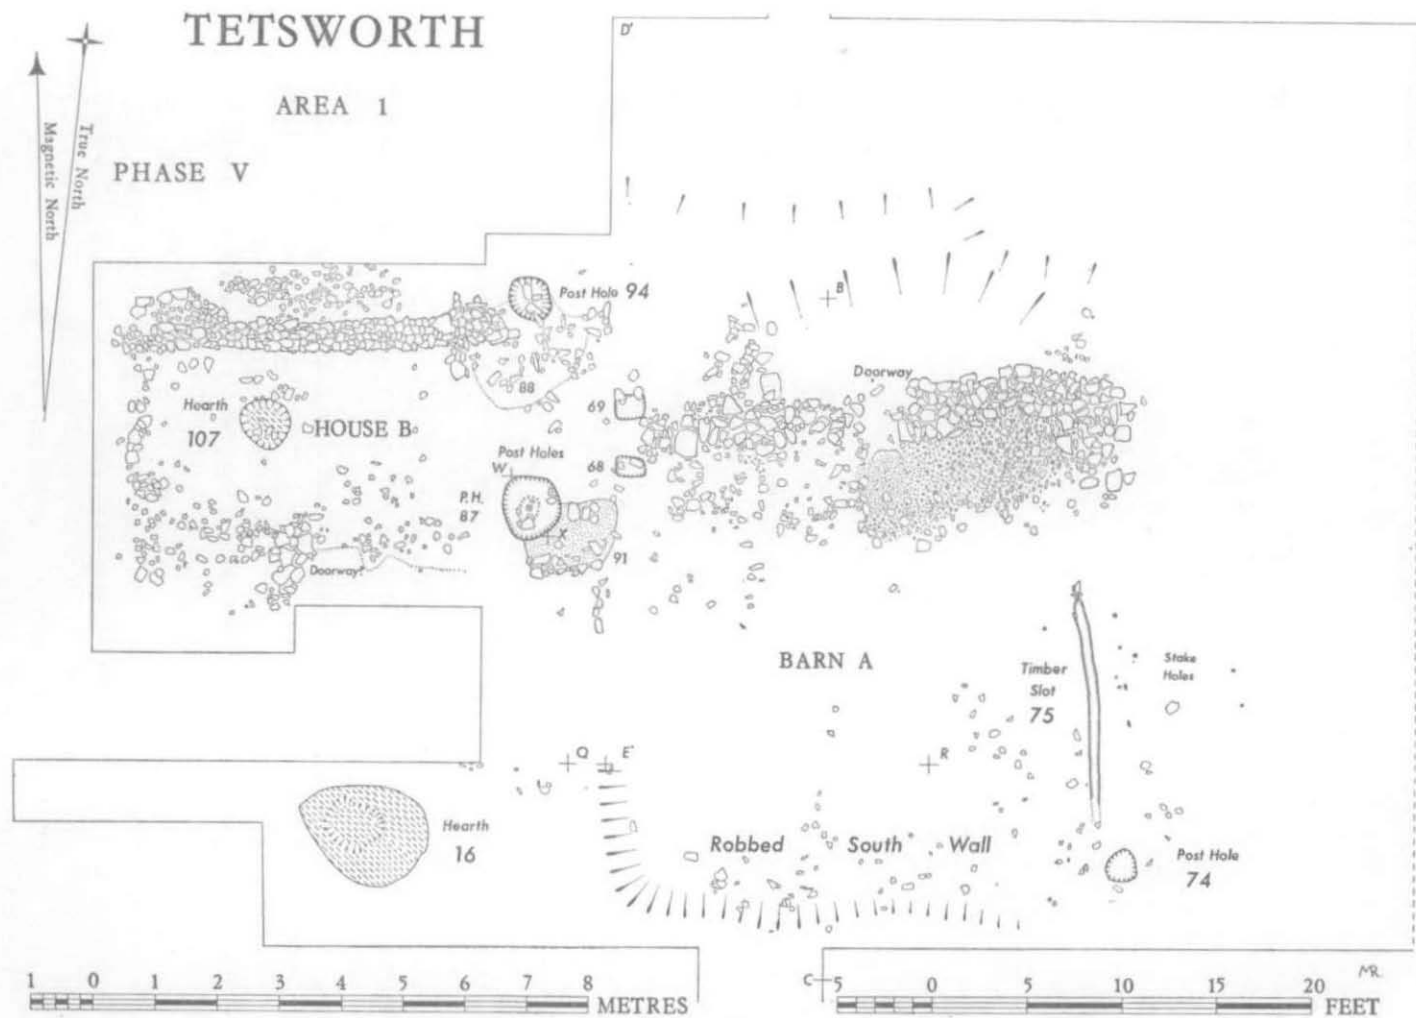 TETSWORTH
AREA 1
PHASE V
True North
Magnetic North
D'
Post Hole 94
B
88
Doorway
Hearth
107
HOUSE B
69
Post Holes
W
68
P.H.
87
X
91
Doorway
BARN A
Timber
Slot
75
Stake
Holes
Q
E'
R
Hearth
16
Robbed South Wall
Post Hole
74
C
1 0 1 2 3 4 5 6 7 8 METRES
5 0 5 10 15 20 FEET
MR.